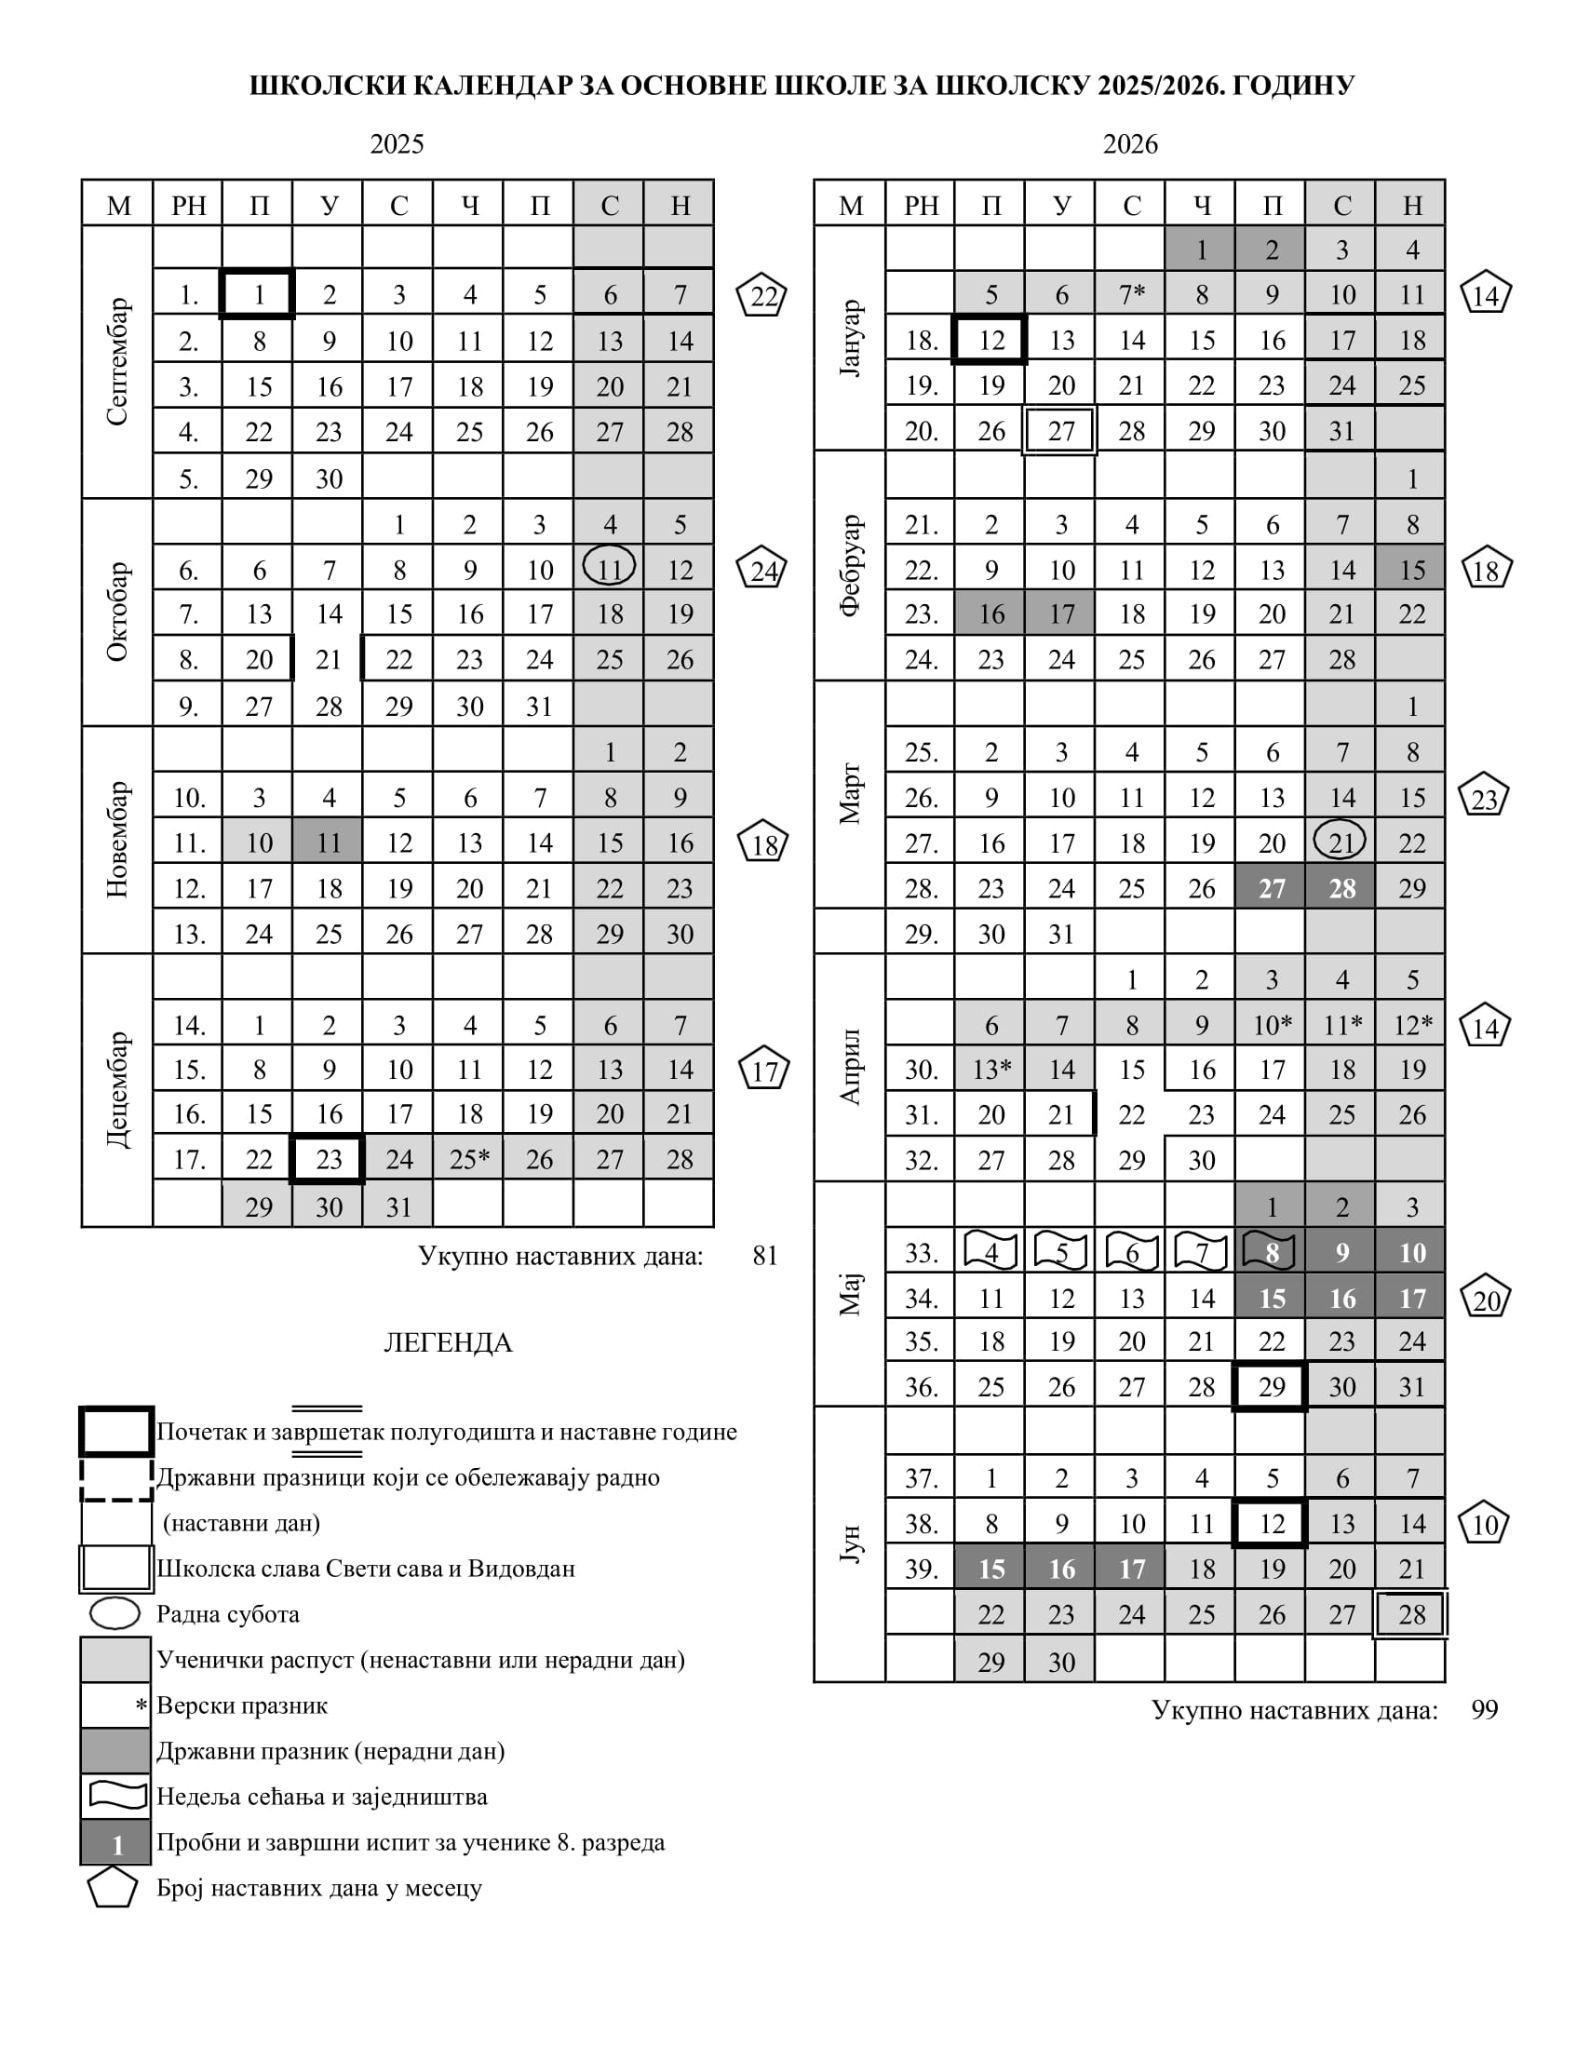 ШКОЛСКИ КАЛЕНДАР ЗА ОСНОВНЕ ШКОЛЕ ЗА ШКОЛСКУ 2025/2026. ГОДИНУ
2025
М РН П У С Ч П С Н
Септембар
1. 1 2 3 4 5 6 7 22
2. 8 9 10 11 12 13 14
3. 15 16 17 18 19 20 21
4. 22 23 24 25 26 27 28
5. 29 30
Октобар
1 2 3 4 5
6. 6 7 8 9 10 11 12 24
7. 13 14 15 16 17 18 19
8. 20 21 22 23 24 25 26
9. 27 28 29 30 31
Новембар
1 2
10. 3 4 5 6 7 8 9
11. 10 11 12 13 14 15 16 18
12. 17 18 19 20 21 22 23
13. 24 25 26 27 28 29 30
Децембар
14. 1 2 3 4 5 6 7
15. 8 9 10 11 12 13 14 17
16. 15 16 17 18 19 20 21
17. 22 23 24 25* 26 27 28
29 30 31
Укупно наставних дана: 81
ЛЕГЕНДА
Почетак и завршетак полугодишта и наставне године
Државни празници који се обележавају радно
(наставни дан)
Школска слава Свети сава и Видовдан
Радна субота
Ученички распуст (ненаставни или нерадни дан)
* Верски празник
Државни празник (нерадни дан)
Недеља сећања и заједништва
1 Пробни и завршни испит за ученике 8. разреда
Број наставних дана у месецу
2026
М РН П У С Ч П С Н
Јануар
1 2 3 4
5 6 7* 8 9 10 11 14
18. 12 13 14 15 16 17 18
19. 19 20 21 22 23 24 25
20. 26 27 28 29 30 31
Фебруар
1
21. 2 3 4 5 6 7 8
22. 9 10 11 12 13 14 15 18
23. 16 17 18 19 20 21 22
24. 23 24 25 26 27 28
Март
1
25. 2 3 4 5 6 7 8
26. 9 10 11 12 13 14 15 23
27. 16 17 18 19 20 21 22
28. 23 24 25 26 27 28 29
29. 30 31
Април
1 2 3 4 5
6 7 8 9 10* 11* 12* 14
30. 13* 14 15 16 17 18 19
31. 20 21 22 23 24 25 26
32. 27 28 29 30
Мај
1 2 3
33. 4 5 6 7 8 9 10
34. 11 12 13 14 15 16 17 20
35. 18 19 20 21 22 23 24
36. 25 26 27 28 29 30 31
Јун
37. 1 2 3 4 5 6 7
38. 8 9 10 11 12 13 14 10
39. 15 16 17 18 19 20 21
22 23 24 25 26 27 28
29 30
Укупно наставних дана: 99